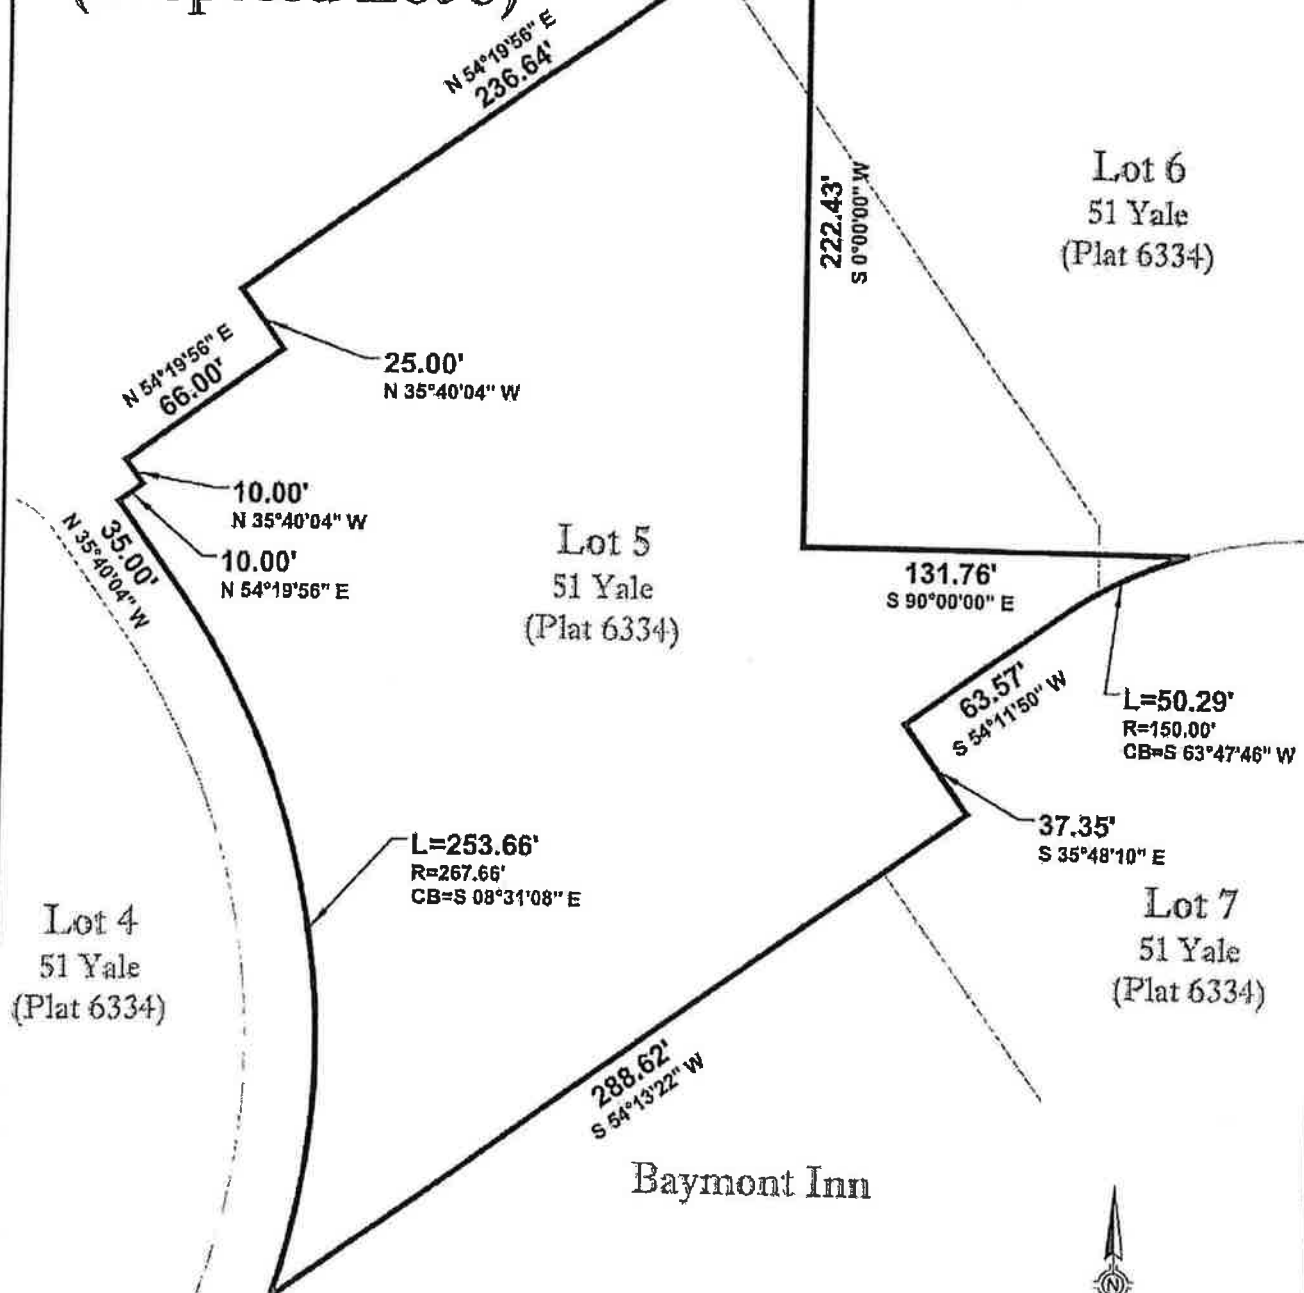 N 54°19'56" E
236.64'
Lot 6
51 Yale
(Plat 6334)
222.43'
S 0°00'00" W
N 54°19'56" E
66.00'
25.00'
N 35°40'04" W
10.00'
N 35°40'04" W
10.00'
N 54°19'56" E
35.00'
N 35°40'04" W
Lot 5
51 Yale
(Plat 6334)
131.76'
S 90°00'00" E
63.57'
S 54°11'50" W
L=50.29'
R=150.00'
CB=S 63°47'46" W
37.35'
S 35°48'10" E
L=253.66'
R=267.66'
CB=S 08°31'08" E
Lot 4
51 Yale
(Plat 6334)
Lot 7
51 Yale
(Plat 6334)
288.62'
S 54°13'22" W
Baymont Inn
N